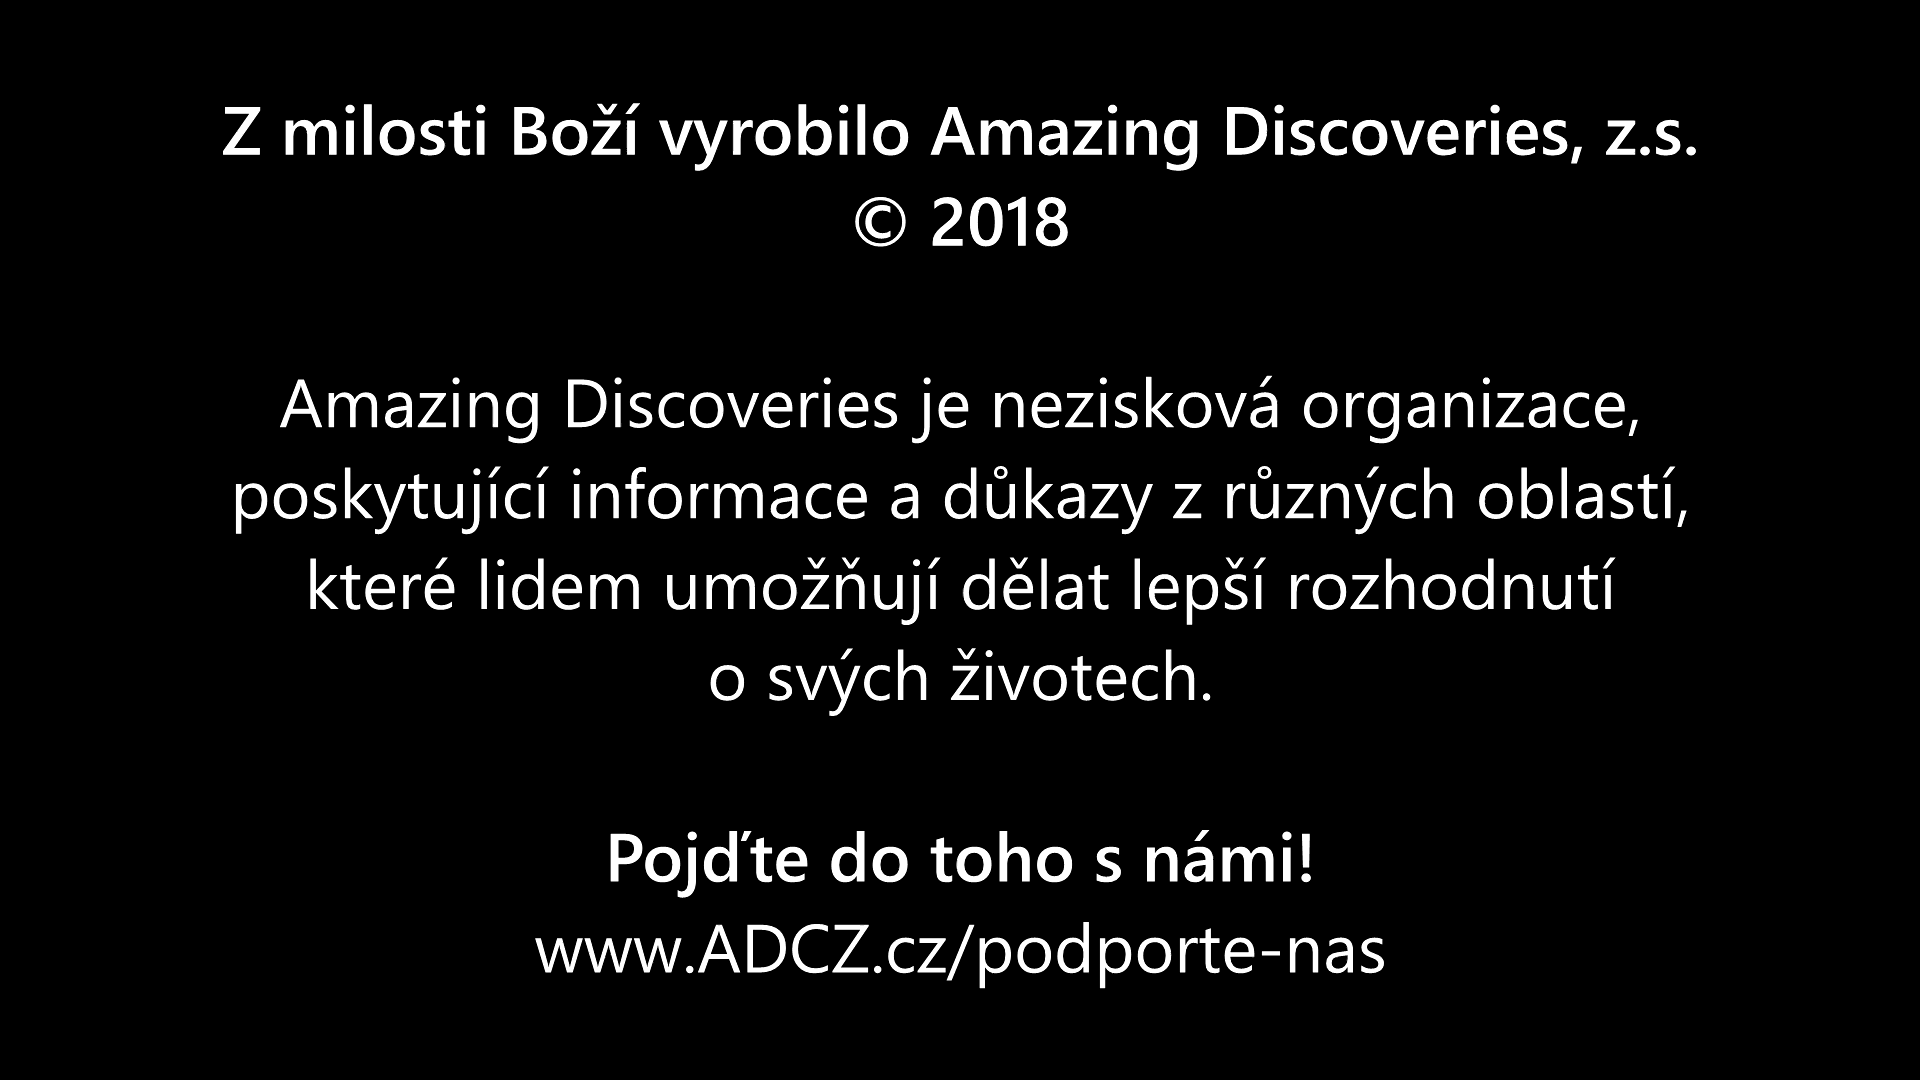 Z milosti Boží vyrobilo Amazing Discoveries, z.s.
© 2018
Amazing Discoveries je nezisková organizace,
poskytující informace a důkazy z různých oblastí,
které lidem umožňují dělat lepší rozhodnutí
o svých životech.
Pojďte do toho s námi!
www.ADCZ.cz/podporte-nas